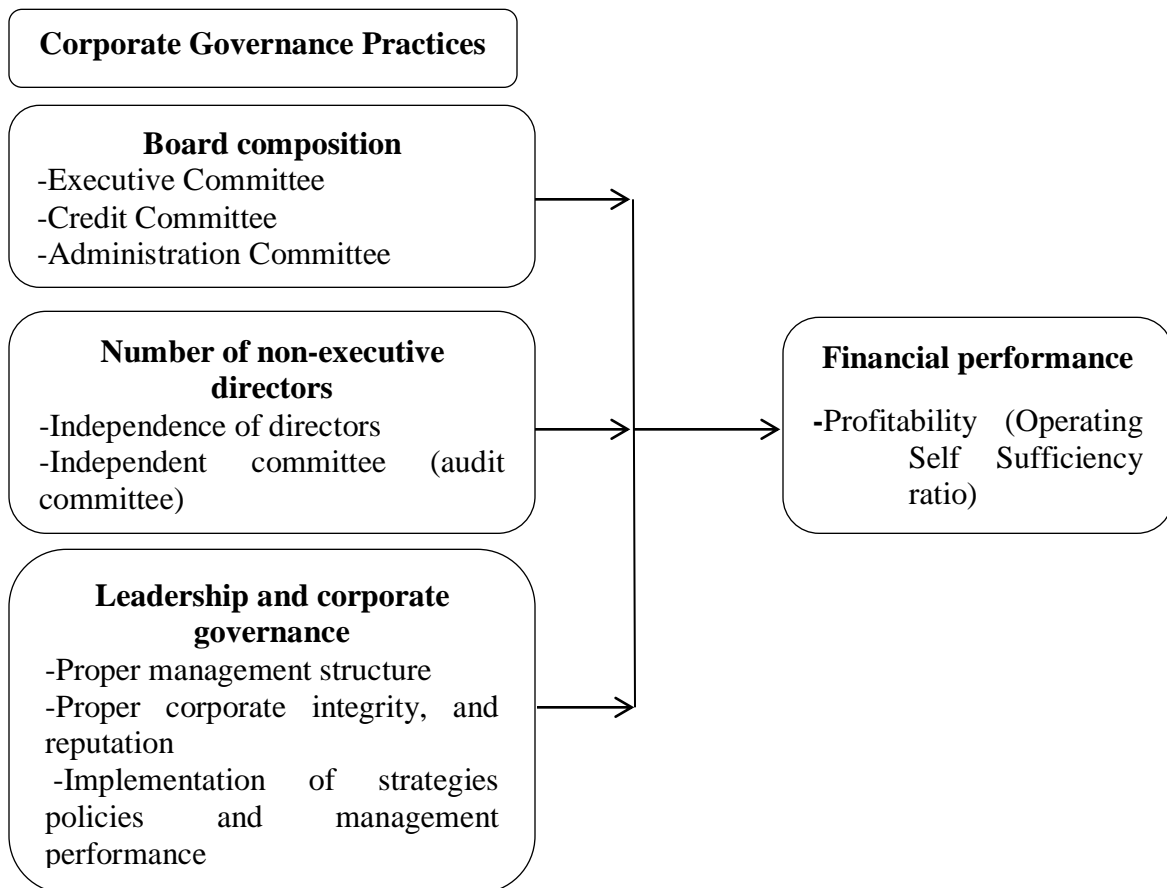 Corporate Governance Practices
Board composition
-Executive Committee
-Credit Committee
-Administration Committee
Number of non-executive
directors
-Independence of directors
-Independent committee (audit
committee)
Leadership and corporate
governance
-Proper management structure
-Proper corporate integrity, and
reputation
-Implementation of strategies
policies and management
performance
Financial performance
-Profitability (Operating
Self Sufficiency
ratio)